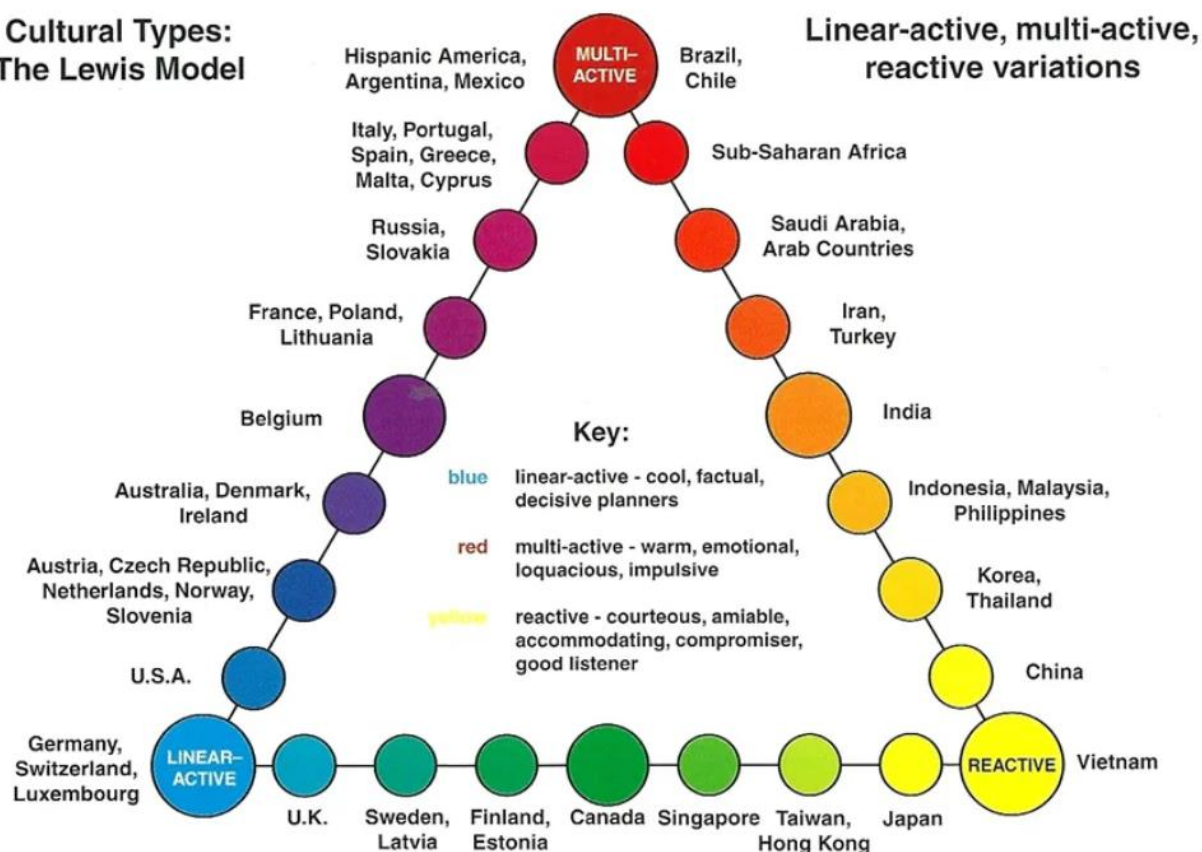 Cultural Types:
The Lewis Model
Linear-active, multi-active,
reactive variations
Hispanic America,
Argentina, Mexico
MULTI–
ACTIVE
Brazil,
Chile
Italy, Portugal,
Spain, Greece,
Malta, Cyprus
Sub-Saharan Africa
Russia,
Slovakia
Saudi Arabia,
Arab Countries
France, Poland,
Lithuania
Iran,
Turkey
Belgium
India
Key:
blue linear-active - cool, factual,
decisive planners
red multi-active - warm, emotional,
loquacious, impulsive
yellow reactive - courteous, amiable,
accommodating, compromiser,
good listener
Australia, Denmark,
Ireland
Indonesia, Malaysia,
Philippines
Austria, Czech Republic,
Netherlands, Norway,
Slovenia
Korea,
Thailand
U.S.A.
China
Germany,
Switzerland,
Luxembourg
LINEAR–
ACTIVE
REACTIVE
Vietnam
U.K.
Sweden,
Latvia
Finland,
Estonia
Canada
Singapore
Taiwan,
Hong Kong
Japan